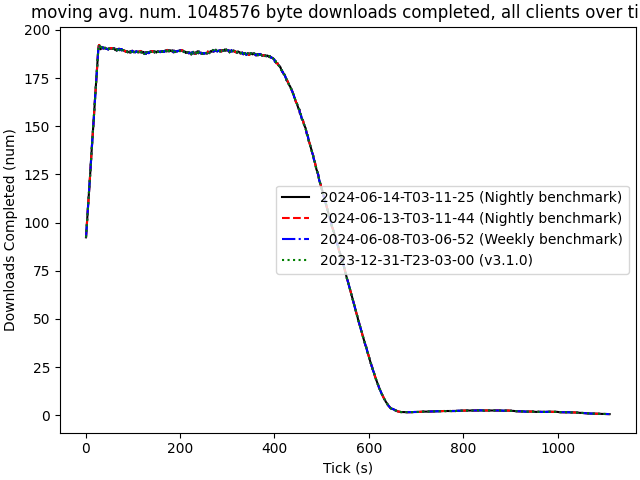 moving avg. num. 1048576 byte downloads completed, all clients over ti
200
175
150
125
100
75
50
25
0
Downloads Completed (num)
2024-06-14-T03-11-25 (Nightly benchmark)
2024-06-13-T03-11-44 (Nightly benchmark)
2024-06-08-T03-06-52 (Weekly benchmark)
2023-12-31-T23-03-00 (v3.1.0)
0 200 400 600 800 1000
Tick (s)